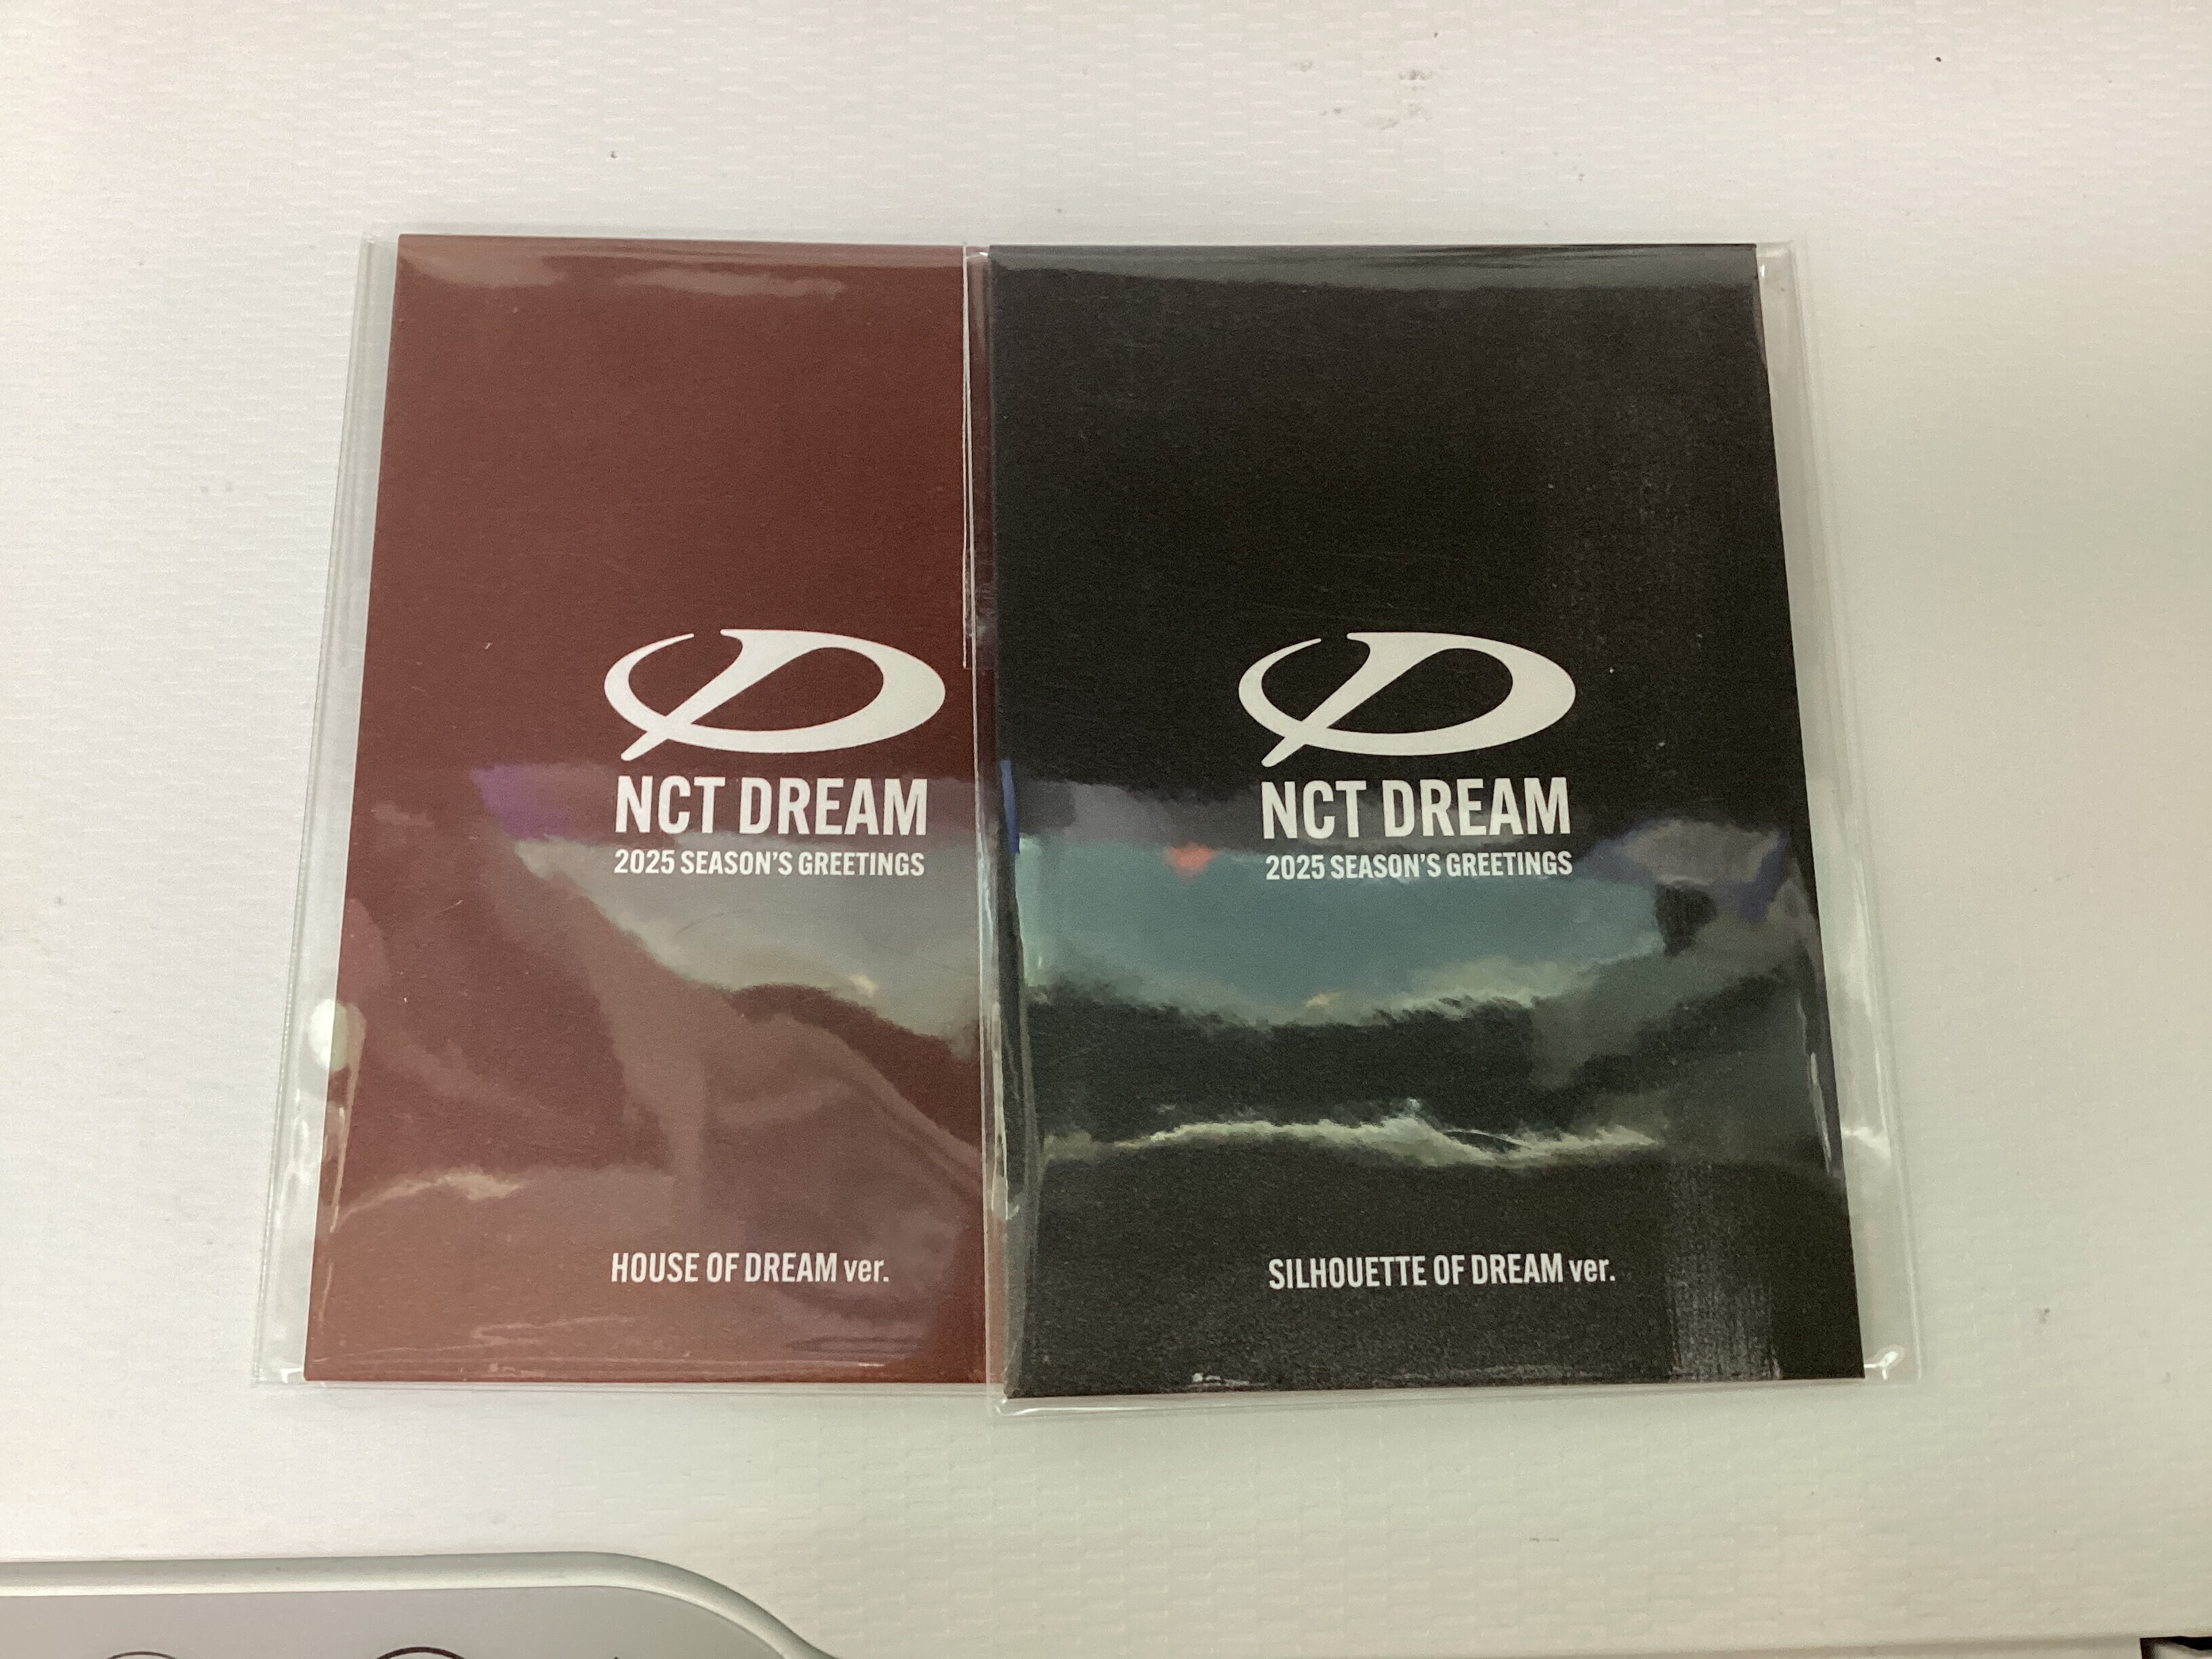 NCT DREAM
2025 SEASON'S GREETINGS
HOUSE OF DREAM ver.
NCT DREAM
2025 SEASON'S GREETINGS
SILHOUETTE OF DREAM ver.